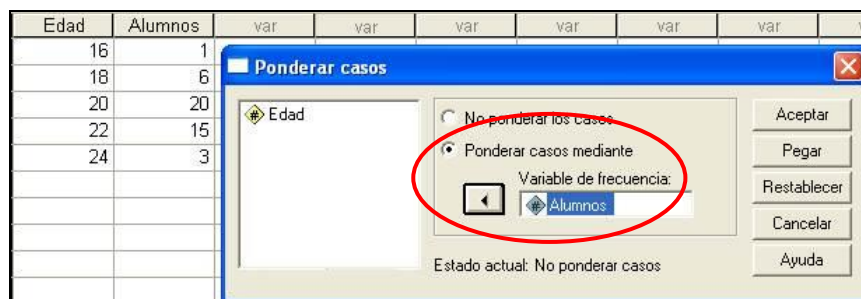 Edad Alumnos var var var var var var
16 1
18 6
20 20
22 15
24 3
Ponderar casos
Edad
No ponderar los casos
Ponderar casos mediante
Variable de frecuencia:
Alumnos
Estado actual: No ponderar casos
Aceptar
Pegar
Restablecer
Cancelar
Ayuda